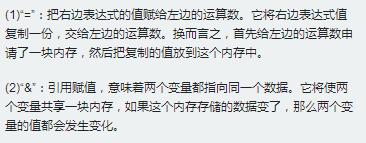 (1)“=”：把右边表达式的值赋给左边的运算数。它将右边表达式值
复制一份，交给左边的运算数。换而言之，首先给左边的运算数申
请了一块内存，然后把复制的值放到这个内存中。
(2)“&”：引用赋值，意味着两个变量都指向同一个数据。它将使两
个变量共享一块内存，如果这个内存存储的数据变了，那么两个变
量的值都会发生变化。